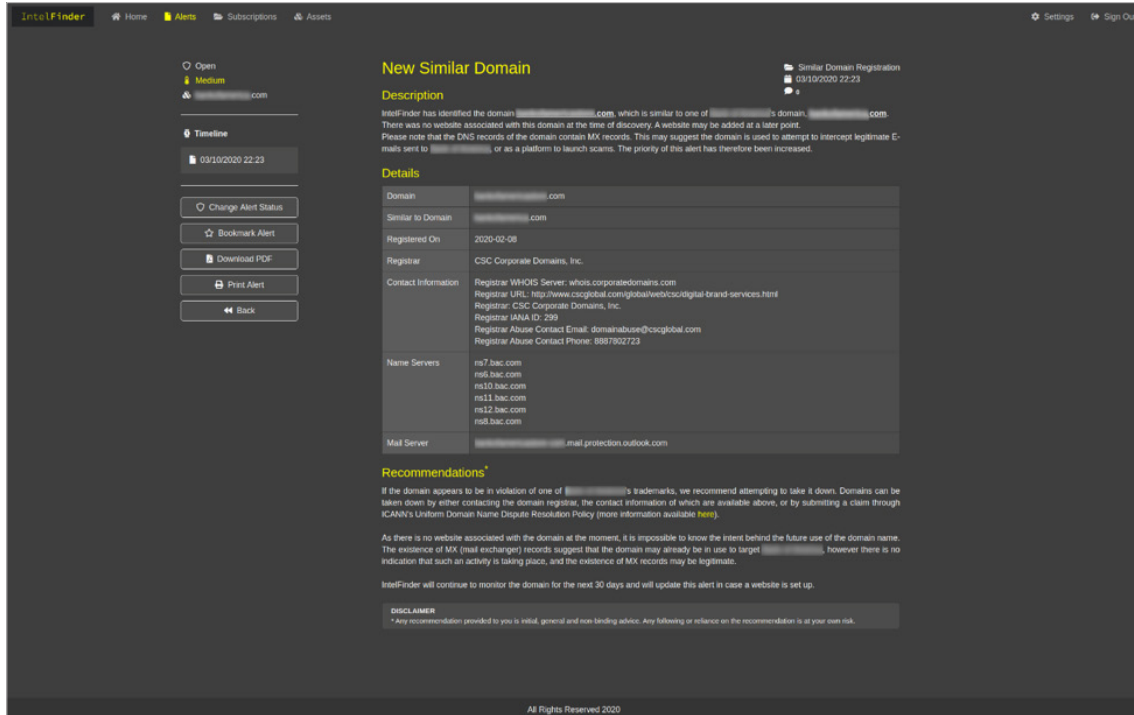 IntelFinder Home Alerts Subscriptions Assets Settings Sign Ou
Open
Medium
.com
Timeline
03/10/2020 22:23
Change Alert Status
Bookmark Alert
Download PDF
Print Alert
Back
New Similar Domain
Similar Domain Registration
03/10/2020 22:23
0
Description
IntelFinder has identified the domain .com, which is similar to one of 's domain, .com.
There was no website associated with this domain at the time of discovery. A website may be added at a later point.
Please note that the DNS records of the domain contain MX records. This may suggest the domain is used to attempt to intercept legitimate E-
mails sent to , or as a platform to launch scams. The priority of this alert has therefore been increased.
Details
Domain .com
Similar to Domain .com
Registered On 2020-02-08
Registrar CSC Corporate Domains, Inc.
Contact Information Registrar WHOIS Server: whois.corporatedomains.com
Registrar URL: http://www.cscglobal.com/global/web/csc/digital-brand-services.html
Registrar: CSC Corporate Domains, Inc.
Registrar IANA ID: 299
Registrar Abuse Contact Email: domainabuse@cscglobal.com
Registrar Abuse Contact Phone: 8887802723
Name Servers ns7.bac.com
ns6.bac.com
ns10.bac.com
ns11.bac.com
ns12.bac.com
ns8.bac.com
Mail Server .mail.protection.outlook.com
Recommendations*
If the domain appears to be in violation of one of 's trademarks, we recommend attempting to take it down. Domains can be
taken down by either contacting the domain registrar, the contact information of which are available above, or by submitting a claim through
ICANN's Uniform Domain Name Dispute Resolution Policy (more information available here).
As there is no website associated with the domain at the moment, it is impossible to know the intent behind the future use of the domain name.
The existence of MX (mail exchanger) records suggest that the domain may already be in use to target , however there is no
indication that such an activity is taking place, and the existence of MX records may be legitimate.
IntelFinder will continue to monitor the domain for the next 30 days and will update this alert in case a website is set up.
DISCLAIMER
* Any recommendation provided to you is initial, general and non-binding advice. Any following or reliance on the recommendation is at your own risk.
All Rights Reserved 2020